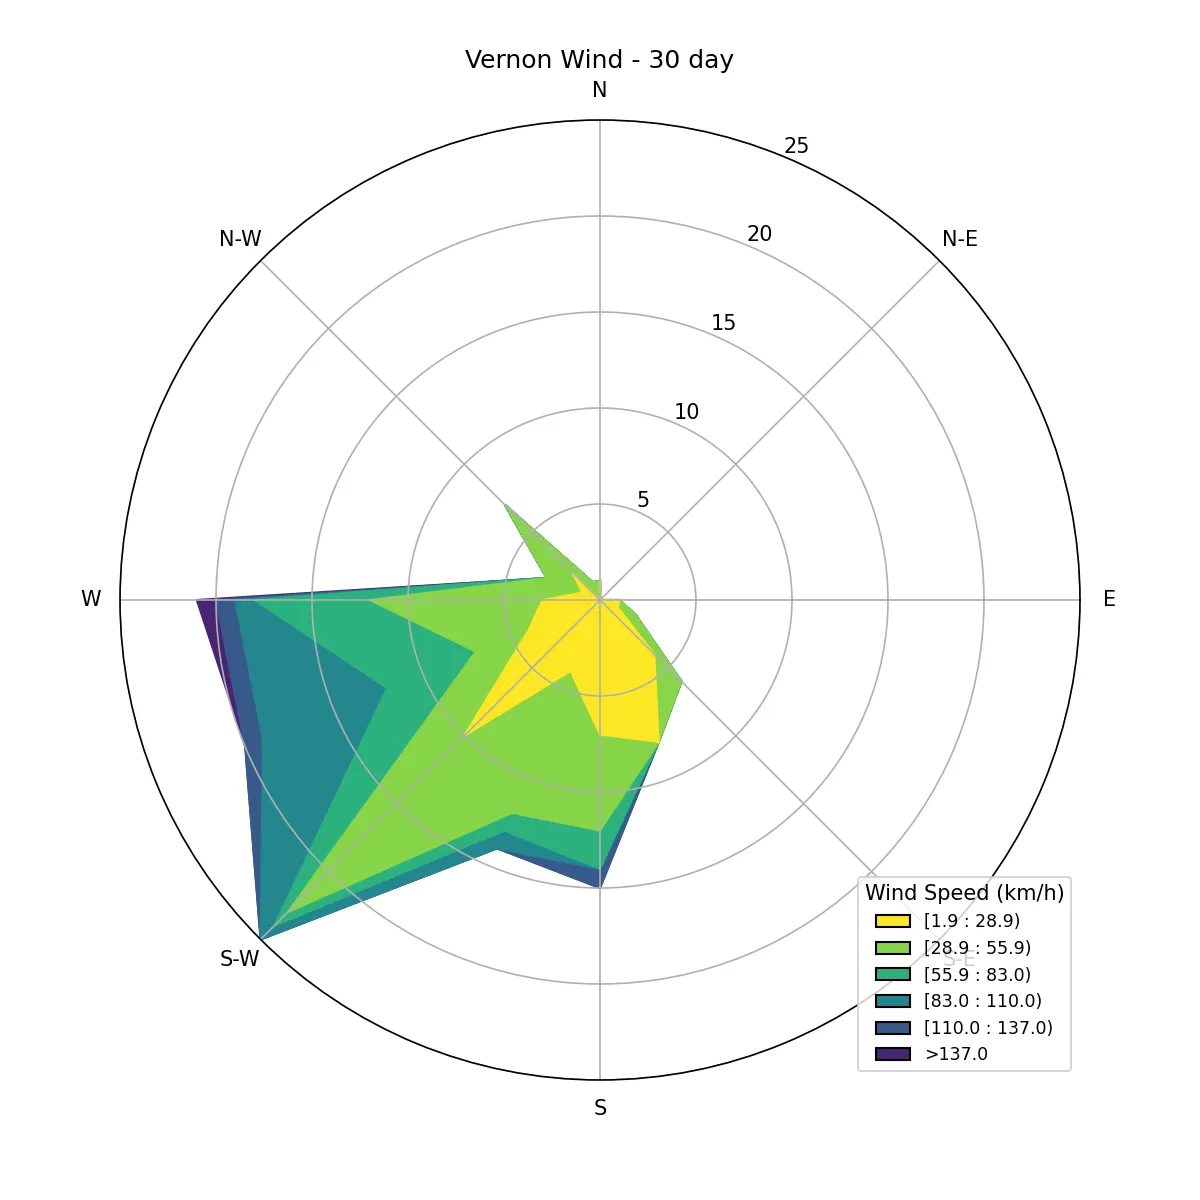 Vernon Wind - 30 day
N
25
N-W
N-E
20
15
10
5
W
E
S-W
S-E
S
Wind Speed (km/h)
[1.9 : 28.9)
[28.9 : 55.9)
[55.9 : 83.0)
[83.0 : 110.0)
[110.0 : 137.0)
>137.0